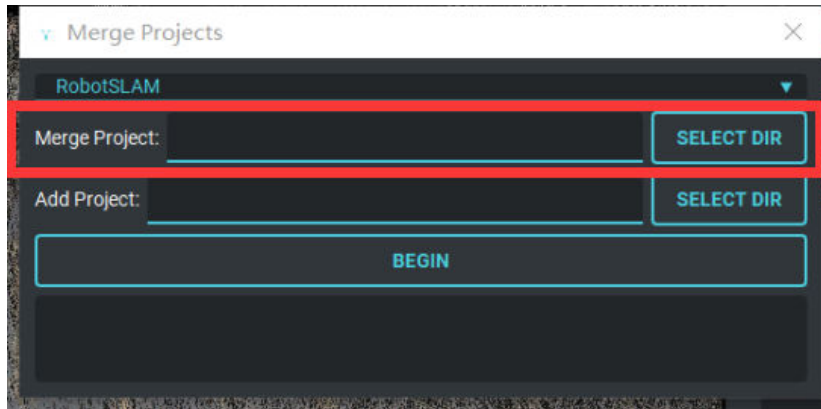 Merge Projects
RobotSLAM
Merge Project: SELECT DIR
Add Project: SELECT DIR
BEGIN